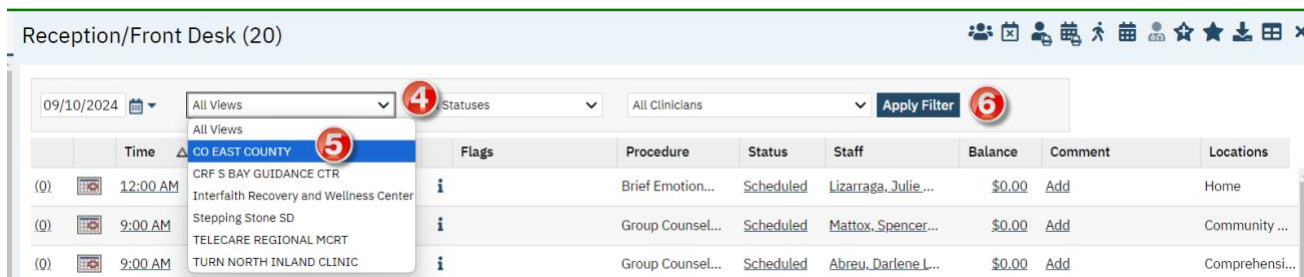 Reception/Front Desk (20)
09/10/2024 All Views 4 Statuses All Clinicians Apply Filter 6
All Views
CO EAST COUNTY 5
CRF S BAY GUIDANCE CTR
Interfaith Recovery and Wellness Center
Stepping Stone SD
TELECARE REGIONAL MCRT
TURN NORTH INLAND CLINIC
Time Flags Procedure Status Staff Balance Comment Locations
(0) 12:00 AM i Brief Emotion... Scheduled Lizarraga, Julie ... $0.00 Add Home
(0) 9:00 AM i Group Counsel... Scheduled Mattox, Spencer... $0.00 Add Community ...
(0) 9:00 AM i Group Counsel... Scheduled Abreu, Darlene L... $0.00 Add Comprehensi...